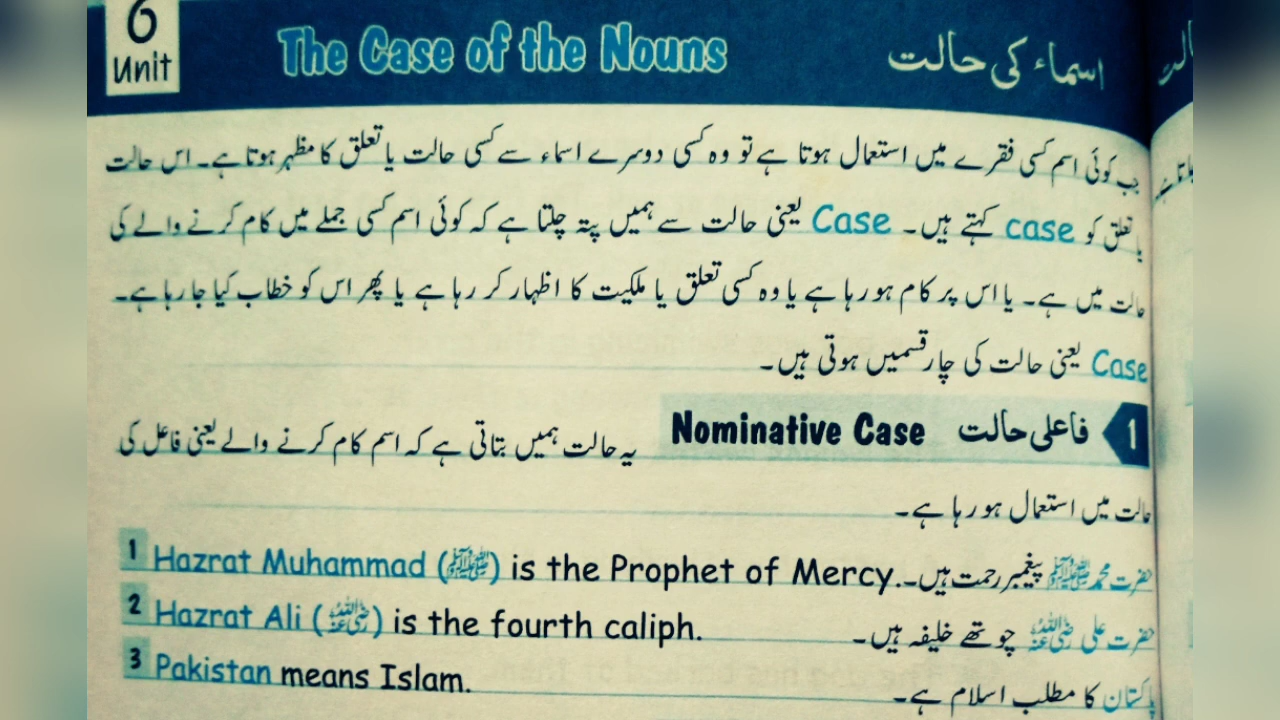 6
Unit
The Case of the Nouns
اسماء کی حالت
جب کوئی اسم کسی فقرے میں استعمال ہوتا ہے تو وہ کسی دوسرے اسماء سے کسی حالت یا تعلق کا مظہر ہوتا ہے۔ اس حالت
یا تعلق کو case کہتے ہیں۔ Case یعنی حالت سے ہمیں پتہ چلتا ہے کہ کوئی اسم کسی جملے میں کام کرنے والے کی
حالت میں ہے۔ یا اس پر کام ہو رہا ہے یا وہ کسی تعلق یا ملکیت کا اظہار کر رہا ہے یا پھر اس کو خطاب کیا جا رہا ہے۔
Case یعنی حالت کی چار قسمیں ہوتی ہیں۔
1 فاعلی حالت Nominative Case یہ حالت ہمیں بتاتی ہے کہ اسم کام کرنے والے یعنی فاعل کی
حالت میں استعمال ہو رہا ہے۔
1 Hazrat Muhammad (ﷺ) is the Prophet of Mercy. حضرت محمد ﷺ پیغمبر رحمت ہیں۔
2 Hazrat Ali (رضی اللہ عنہ) is the fourth caliph. حضرت علی رضی اللہ عنہ چوتھے خلیفہ ہیں۔
3 Pakistan means Islam. پاکستان کا مطلب اسلام ہے۔